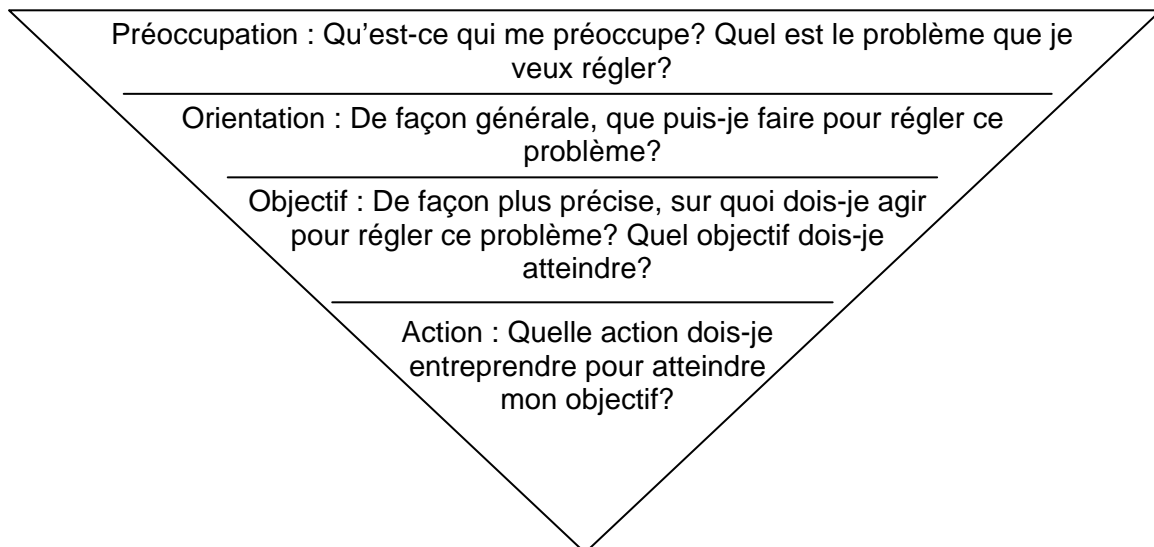 Préoccupation : Qu'est-ce qui me préoccupe? Quel est le problème que je
veux régler?
Orientation : De façon générale, que puis-je faire pour régler ce
problème?
Objectif : De façon plus précise, sur quoi dois-je agir
pour régler ce problème? Quel objectif dois-je
atteindre?
Action : Quelle action dois-je
entreprendre pour atteindre
mon objectif?